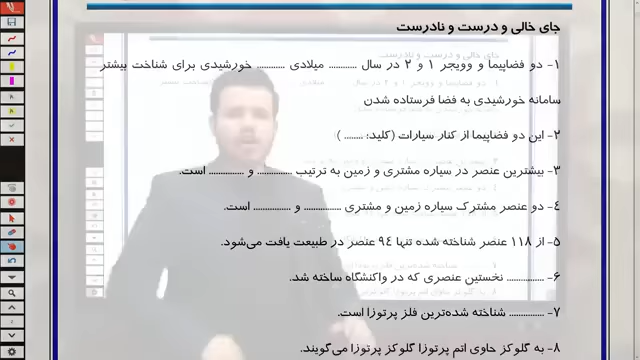 جای خالی و درست و نادرست
۱- دو فضاپیما و وویجر ۱ و ۲ در سال ........... میلادی ........... خورشیدی برای شناخت بیشتر
سامانه خورشیدی به فضا فرستاده شدن
۲- این دو فضاپیما از کنار سیارات (کلید؛ ........ )
۳- بیشترین عنصر در سیاره مشتری و زمین به ترتیب .............. و .............. است.
۴- دو عنصر مشترک سیاره زمین و مشتری ............... و ............... است.
۵- از ۱۱۸ عنصر شناخته شده تنها ۹۴ عنصر در طبیعت یافت می‌شود.
۶- ............... نخستین عنصری که در واکنشگاه ساخته شد.
۷- .............. شناخته شده‌ترین فلز پرتوزا است.
۸- به گلوکز حاوی اتم پرتوزا گلوکز پرتوزا می‌گویند.